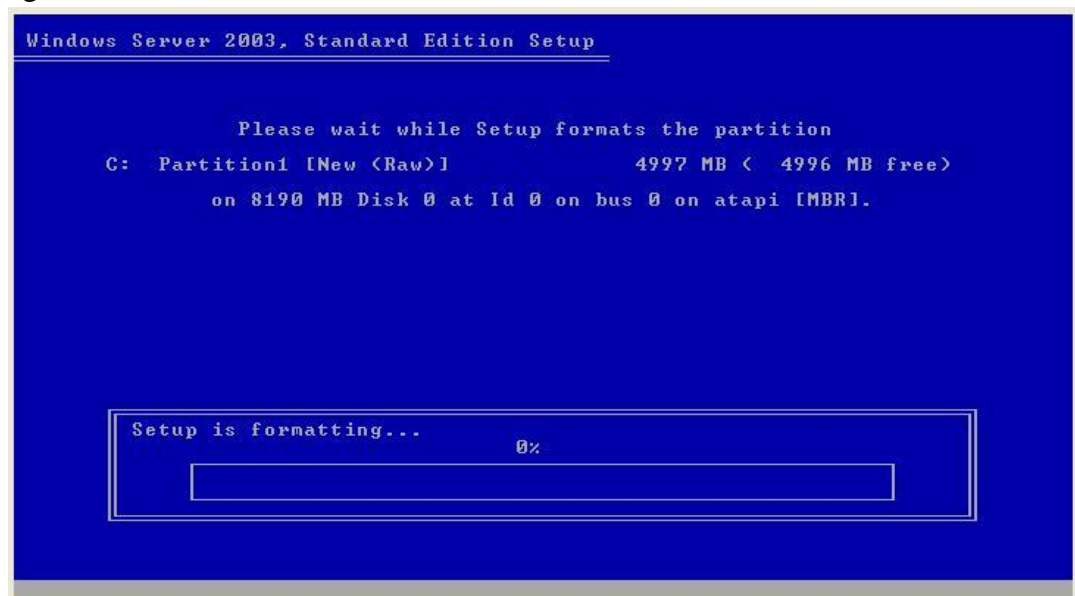 Windows Server 2003, Standard Edition Setup
Please wait while Setup formats the partition
C: Partition1 [New (Raw)] 4997 MB ( 4996 MB free)
on 8190 MB Disk 0 at Id 0 on bus 0 on atapi [MBR].
Setup is formatting...
0%